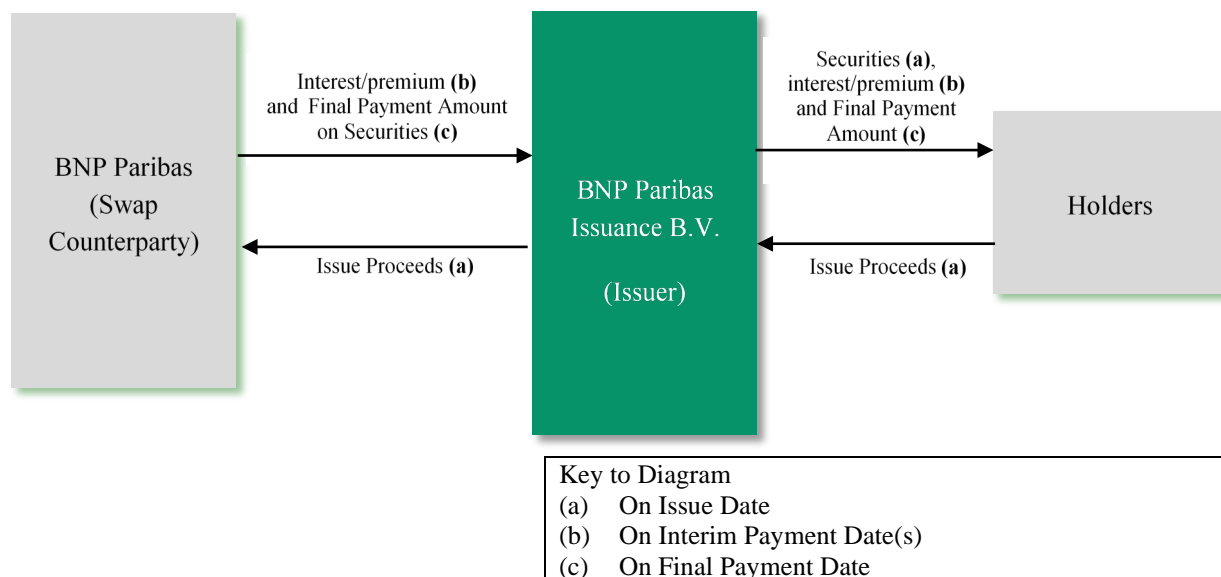 BNP Paribas
(Swap
Counterparty)
Interest/premium (b)
and Final Payment Amount
on Securities (c)
Issue Proceeds (a)
BNP Paribas
Issuance B.V.
(Issuer)
Securities (a),
interest/premium (b)
and Final Payment
Amount (c)
Issue Proceeds (a)
Holders
Key to Diagram
(a) On Issue Date
(b) On Interim Payment Date(s)
(c) On Final Payment Date